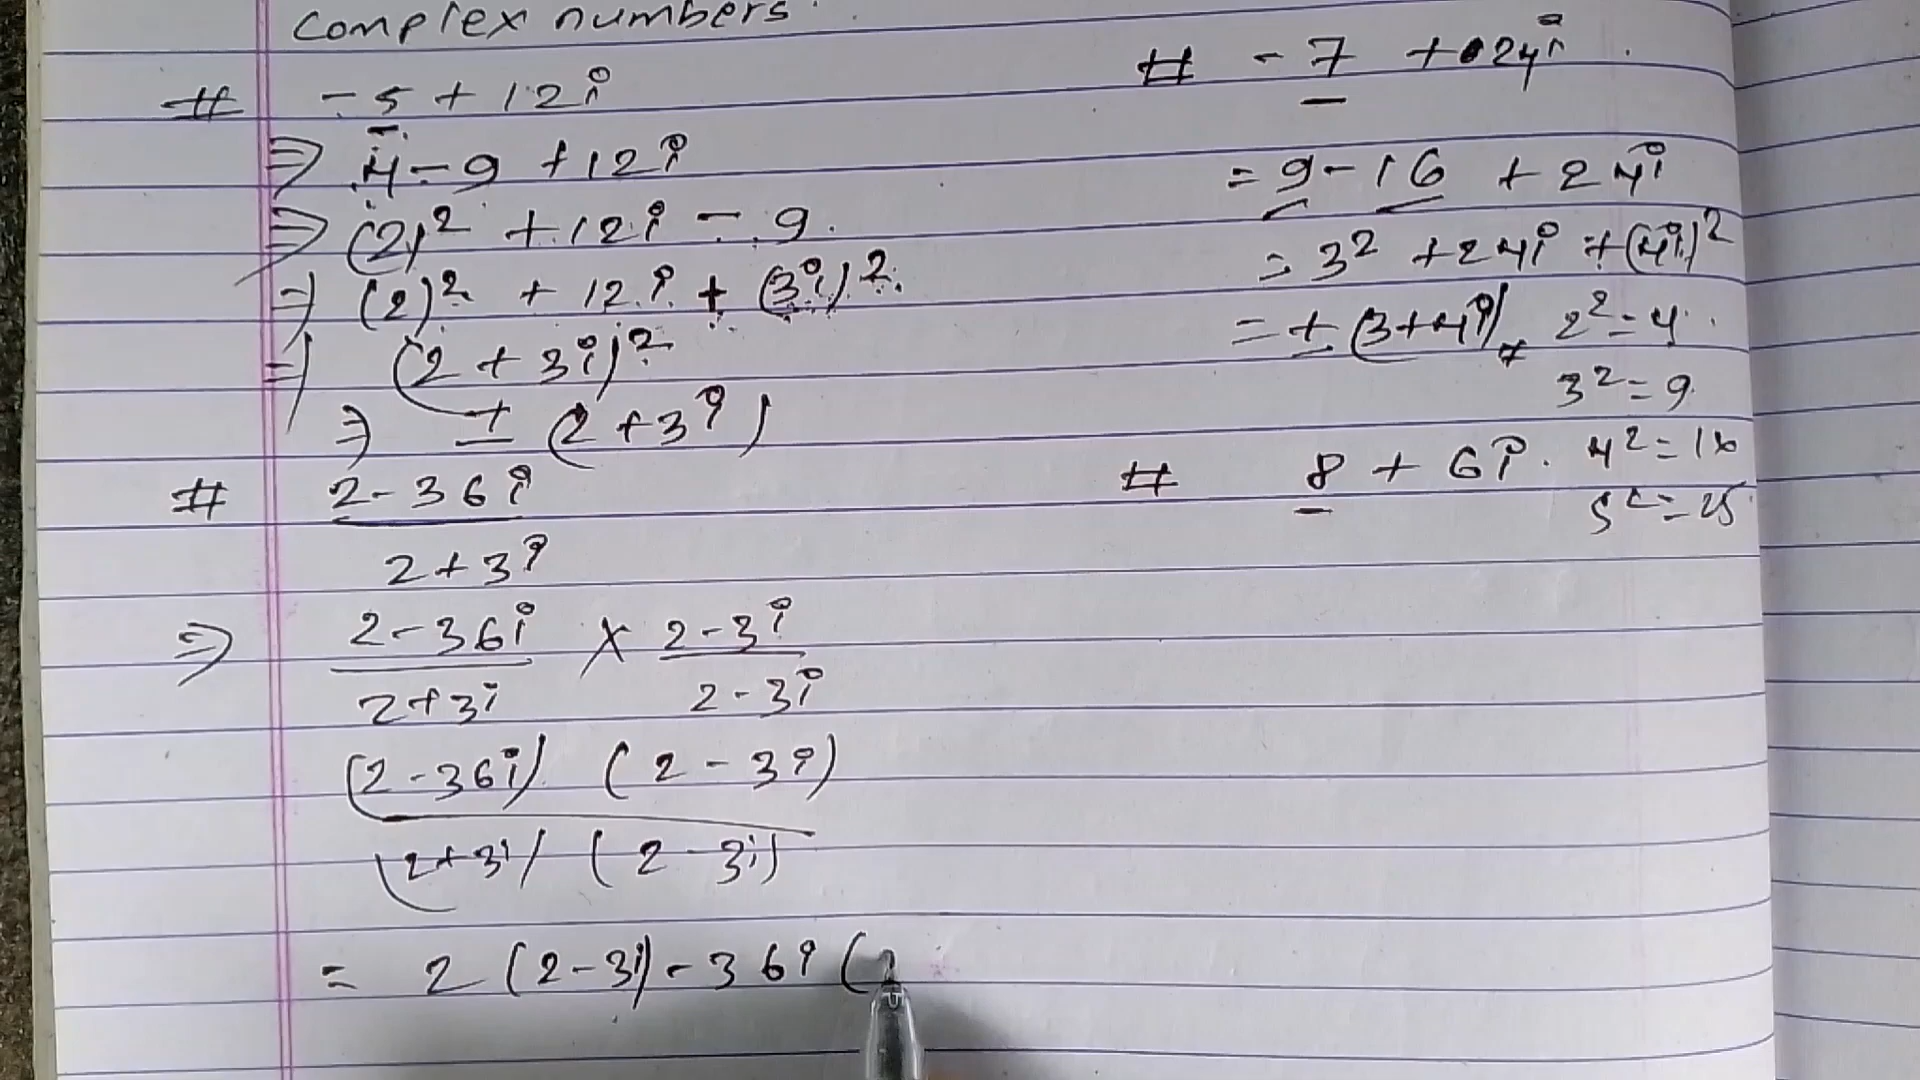 complex numbers
# -5 + 12i
⇒ 4 - 9 + 12i
⇒ (2)² + 12i - 9.
⇒ (2)² + 12i + (3i)².
⇒ (2 + 3i)²
⇒ ± (2 + 3i)
# 2 - 36i
2 + 3i
⇒ 2 - 36i × 2 - 3i
2 + 3i 2 - 3i
(2 - 36i) (2 - 3i)
(2 + 3i) (2 - 3i)
= 2 (2 - 3i) - 36i (2
# -7 + 24i
= 9 - 16 + 24i
= 3² + 24i + (4i)²
= ± (3 + 4i)
2² = 4
3² = 9
4² = 16
5² = 25
# 8 + 6i.